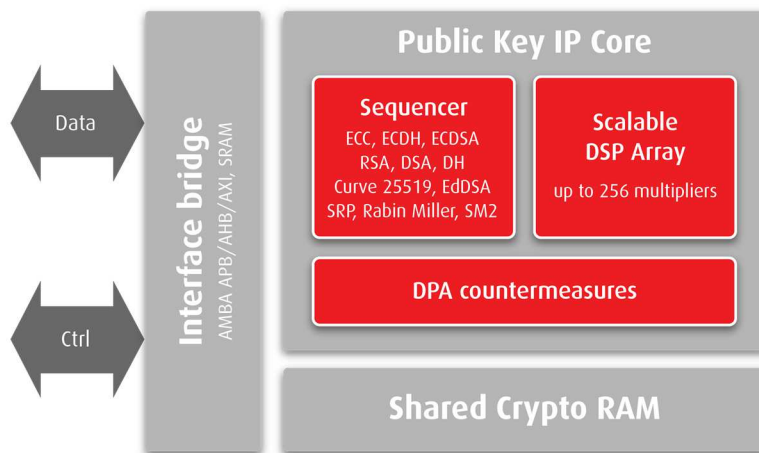 Data
Ctrl
Interface bridge
AMBA APB/AHB/AXI, SRAM
Public Key IP Core
Sequencer
ECC, ECDH, ECDSA
RSA, DSA, DH
Curve 25519, EdDSA
SRP, Rabin Miller, SM2
Scalable
DSP Array
up to 256 multipliers
DPA countermeasures
Shared Crypto RAM